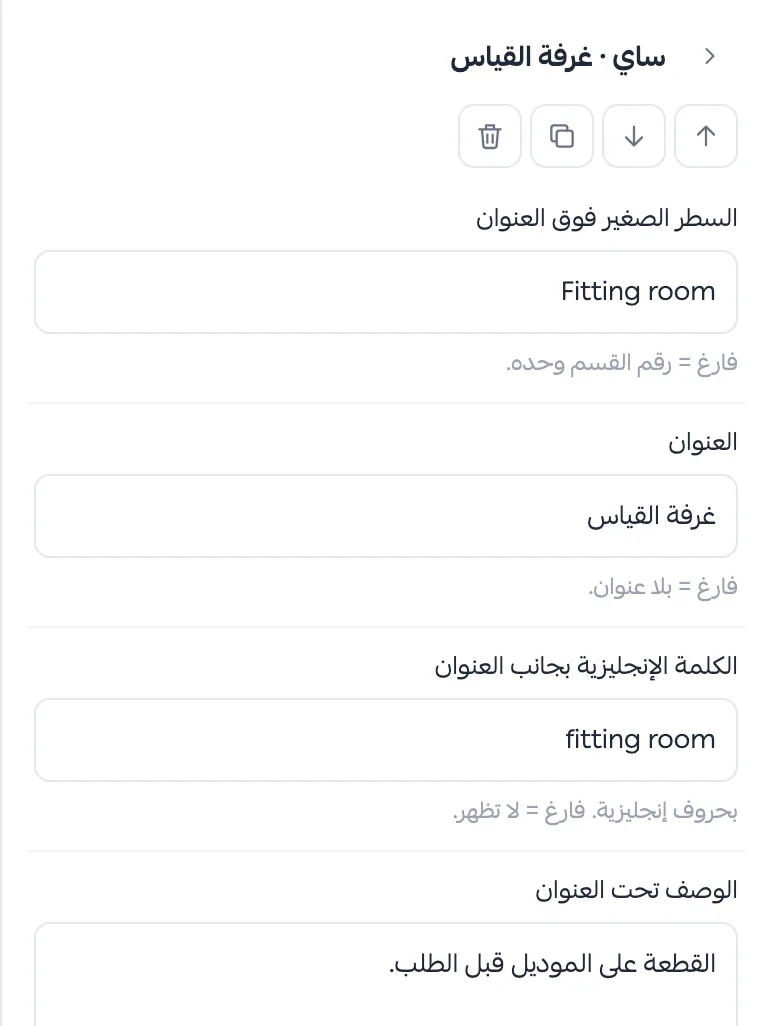 ساي · غرفة القياس
السطر الصغير فوق العنوان
Fitting room
فارغ = رقم القسم وحده.
العنوان
غرفة القياس
فارغ = بلا عنوان.
الكلمة الإنجليزية بجانب العنوان
fitting room
بحروف إنجليزية. فارغ = لا تظهر.
الوصف تحت العنوان
القطعة على الموديل قبل الطلب.